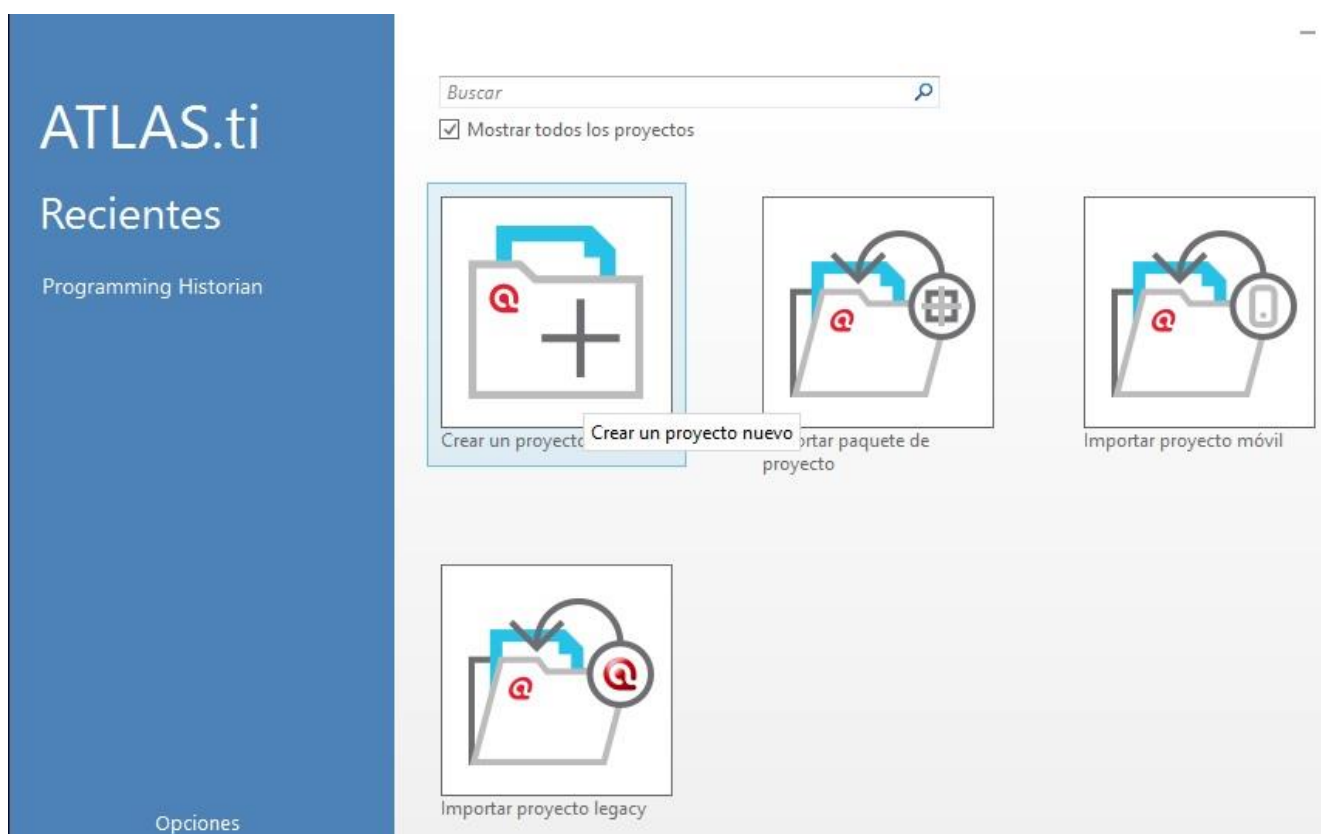 ATLAS.ti
Recientes
Programming Historian
Opciones
Buscar
Mostrar todos los proyectos
Crear un proyecto
Crear un proyecto nuevo
paquete de
proyecto
Importar proyecto móvil
Importar proyecto legacy